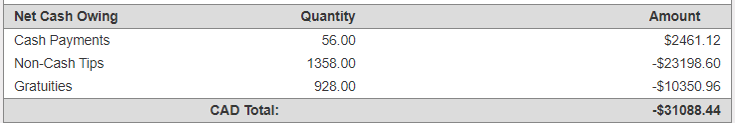 Net Cash Owing Quantity Amount
Cash Payments 56.00 $2461.12
Non-Cash Tips 1358.00 -$23198.60
Gratuities 928.00 -$10350.96
CAD Total: -$31088.44